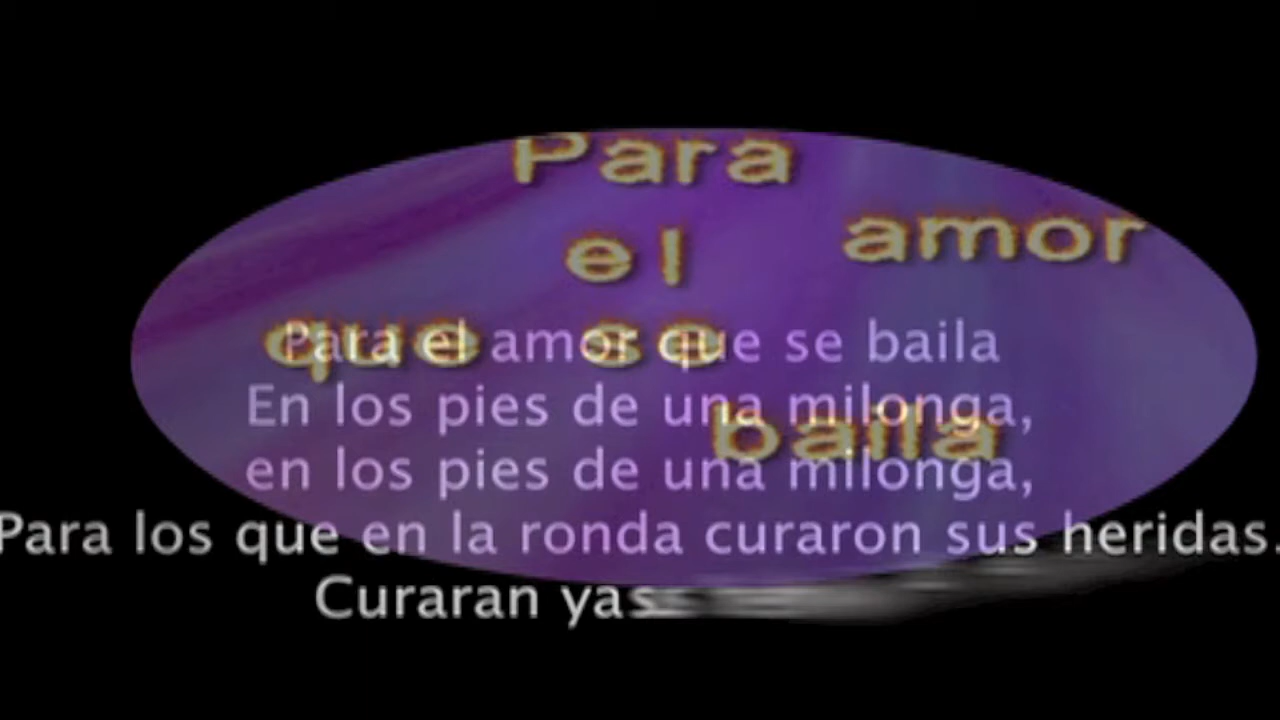 Para
el amor
que se
baila
Para el amor que se baila
En los pies de una milonga,
en los pies de una milonga,
Para los que en la ronda curaron sus heridas.
Curaran